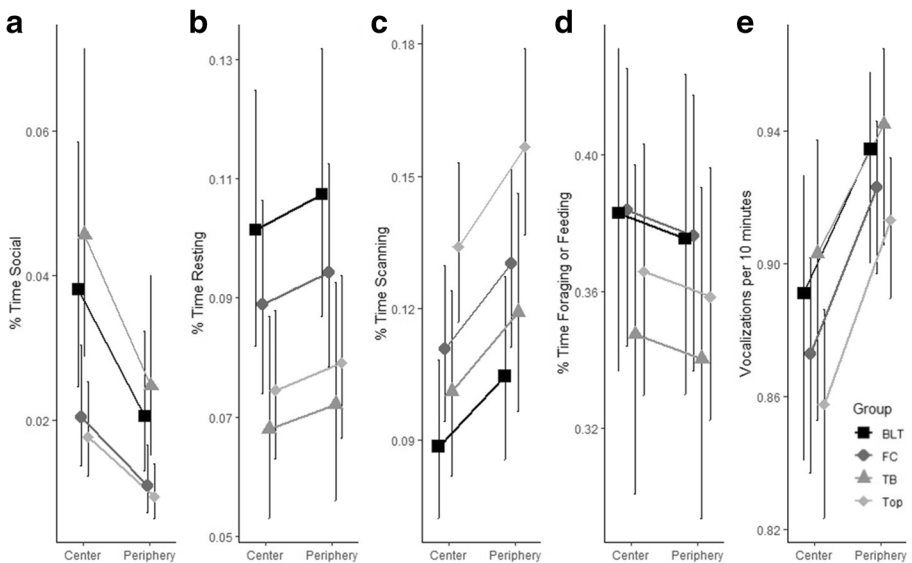 a b c d e
% Time Social
0.06
0.04
0.02
Center Periphery
% Time Resting
0.13
0.11
0.09
0.07
0.05
Center Periphery
% Time Scanning
0.18
0.15
0.12
0.09
Center Periphery
% Time Foraging or Feeding
0.40
0.36
0.32
Center Periphery
Vocalizations per 10 minutes
0.94
0.90
0.86
0.82
Center Periphery
Group
BLT
FC
TB
Top